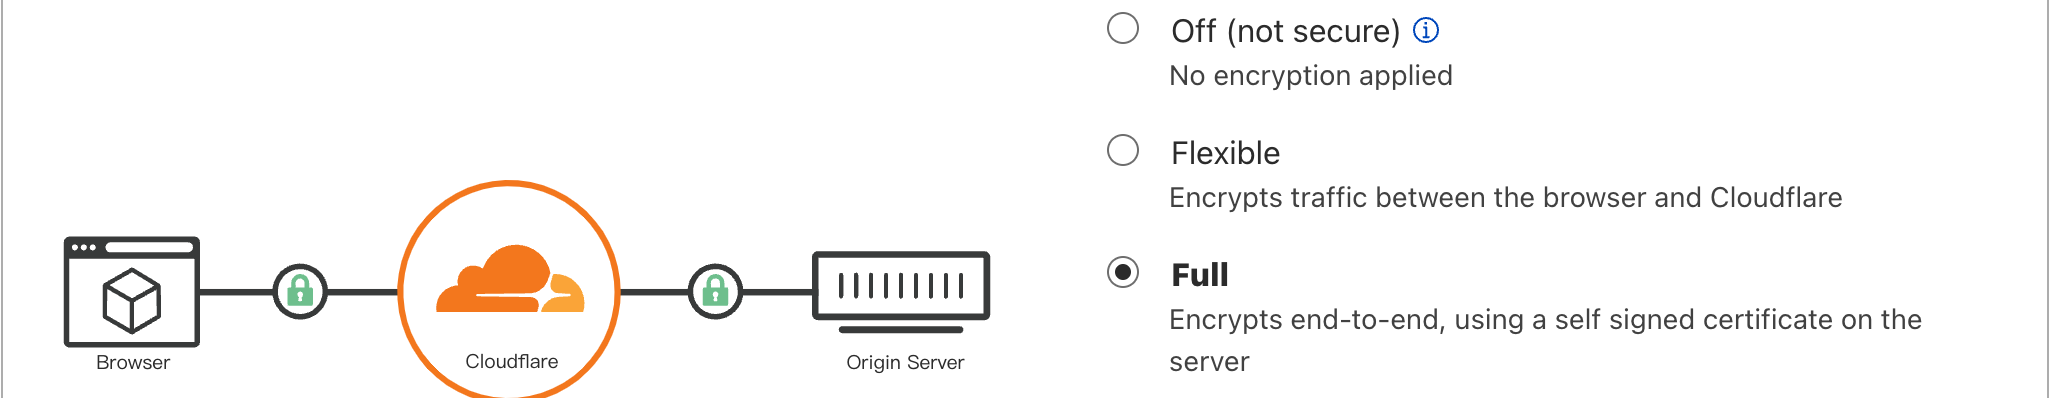 Off (not secure)
No encryption applied
Flexible
Encrypts traffic between the browser and Cloudflare
Full
Encrypts end-to-end, using a self signed certificate on the
server
Browser
Cloudflare
Origin Server